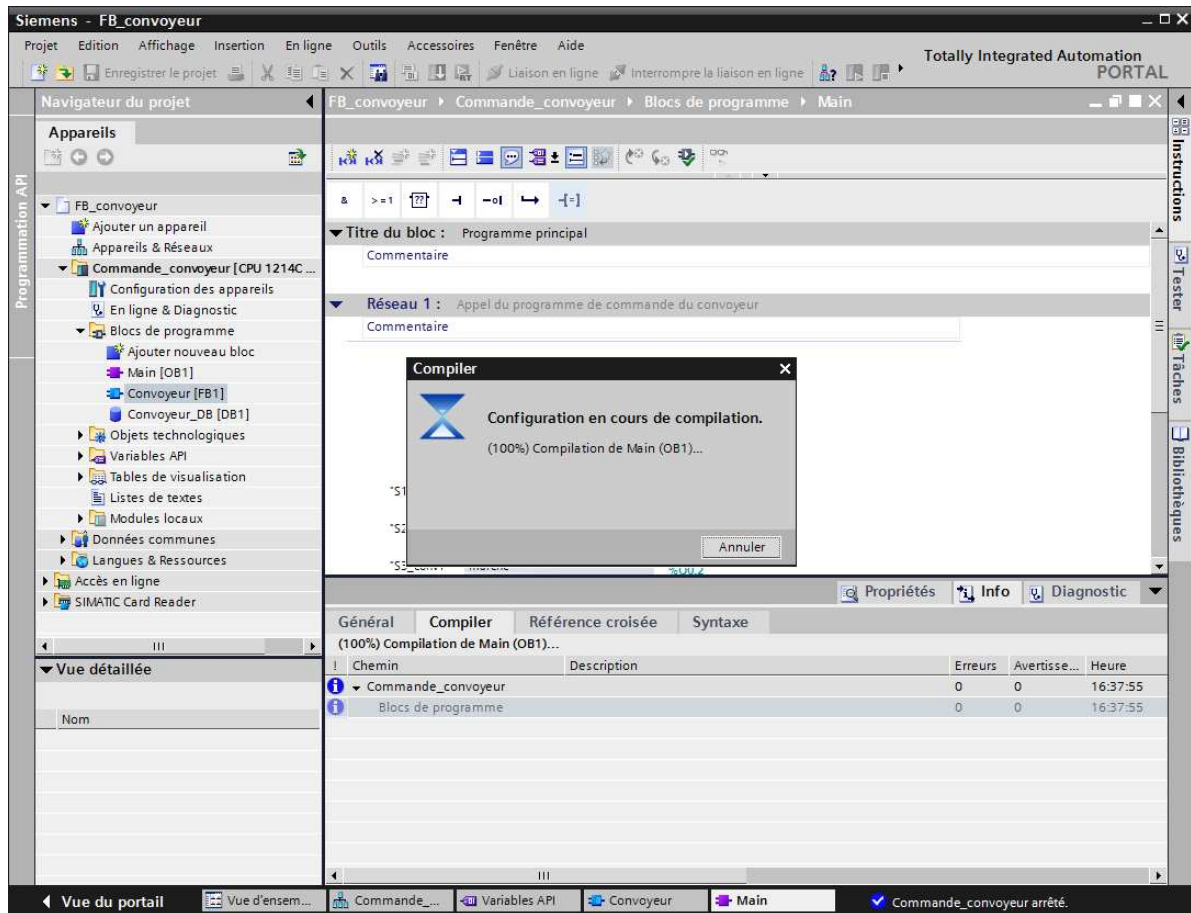 Siemens - FB_convoyeur
Projet Edition Affichage Insertion En ligne Outils Accessoires Fenêtre Aide
Totally Integrated Automation
PORTAL
Enregistrer le projet Liaison en ligne Interrompre la liaison en ligne
Navigateur du projet
FB_convoyeur Commande_convoyeur Blocs de programme Main
Appareils
Programmation API
FB_convoyeur
Ajouter un appareil
Appareils & Réseaux
Commande_convoyeur [CPU 1214C ...
Configuration des appareils
En ligne & Diagnostic
Blocs de programme
Ajouter nouveau bloc
Main [OB1]
Convoyeur [FB1]
Convoyeur_DB [DB1]
Objets technologiques
Variables API
Tables de visualisation
Listes de textes
Modules locaux
Données communes
Langues & Ressources
Accès en ligne
SIMATIC Card Reader
Vue détaillée
Nom
& >=1 ??
Titre du bloc : Programme principal
Commentaire
Réseau 1 : Appel du programme de commande du convoyeur
Commentaire
Compiler
Configuration en cours de compilation.
(100%) Compilation de Main (OB1)...
Annuler
"S1
"S2
Instructions
Tester
Tâches
Bibliothèques
Propriétés Info Diagnostic
Général Compiler Référence croisée Syntaxe
(100%) Compilation de Main (OB1)...
! Chemin Description Erreurs Avertisse... Heure
Commande_convoyeur 0 0 16:37:55
Blocs de programme 0 0 16:37:55
Vue du portail Vue d'ensem... Commande_... Variables API Convoyeur Main Commande_convoyeur arrêté.